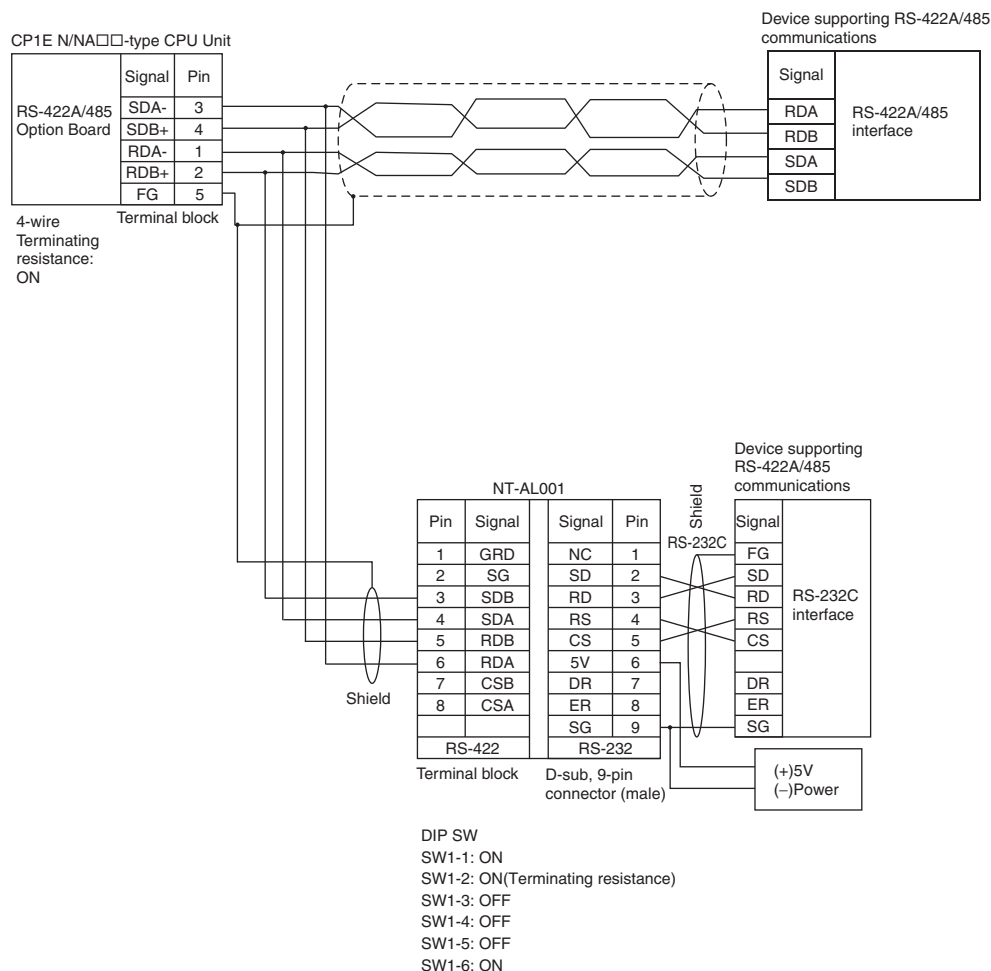 Device supporting RS-422A/485
communications
CP1E N/NA□□-type CPU Unit
RS-422A/485
Option Board
Signal Pin
SDA- 3
SDB+ 4
RDA- 1
RDB+ 2
FG 5
4-wire
Terminating
resistance:
ON
Terminal block
Signal
RDA
RDB
SDA
SDB
RS-422A/485
interface
Device supporting
RS-422A/485
communications
NT-AL001
Pin Signal Signal Pin
1 GRD NC 1
2 SG SD 2
3 SDB RD 3
4 SDA RS 4
5 RDB CS 5
6 RDA 5V 6
7 CSB DR 7
8 CSA ER 8
SG 9
RS-422 RS-232
Shield
Shield
RS-232C
Signal
FG
SD
RD
RS
CS
DR
ER
SG
RS-232C
interface
Terminal block
D-sub, 9-pin
connector (male)
(+)5V
(−)Power
DIP SW
SW1-1: ON
SW1-2: ON(Terminating resistance)
SW1-3: OFF
SW1-4: OFF
SW1-5: OFF
SW1-6: ON